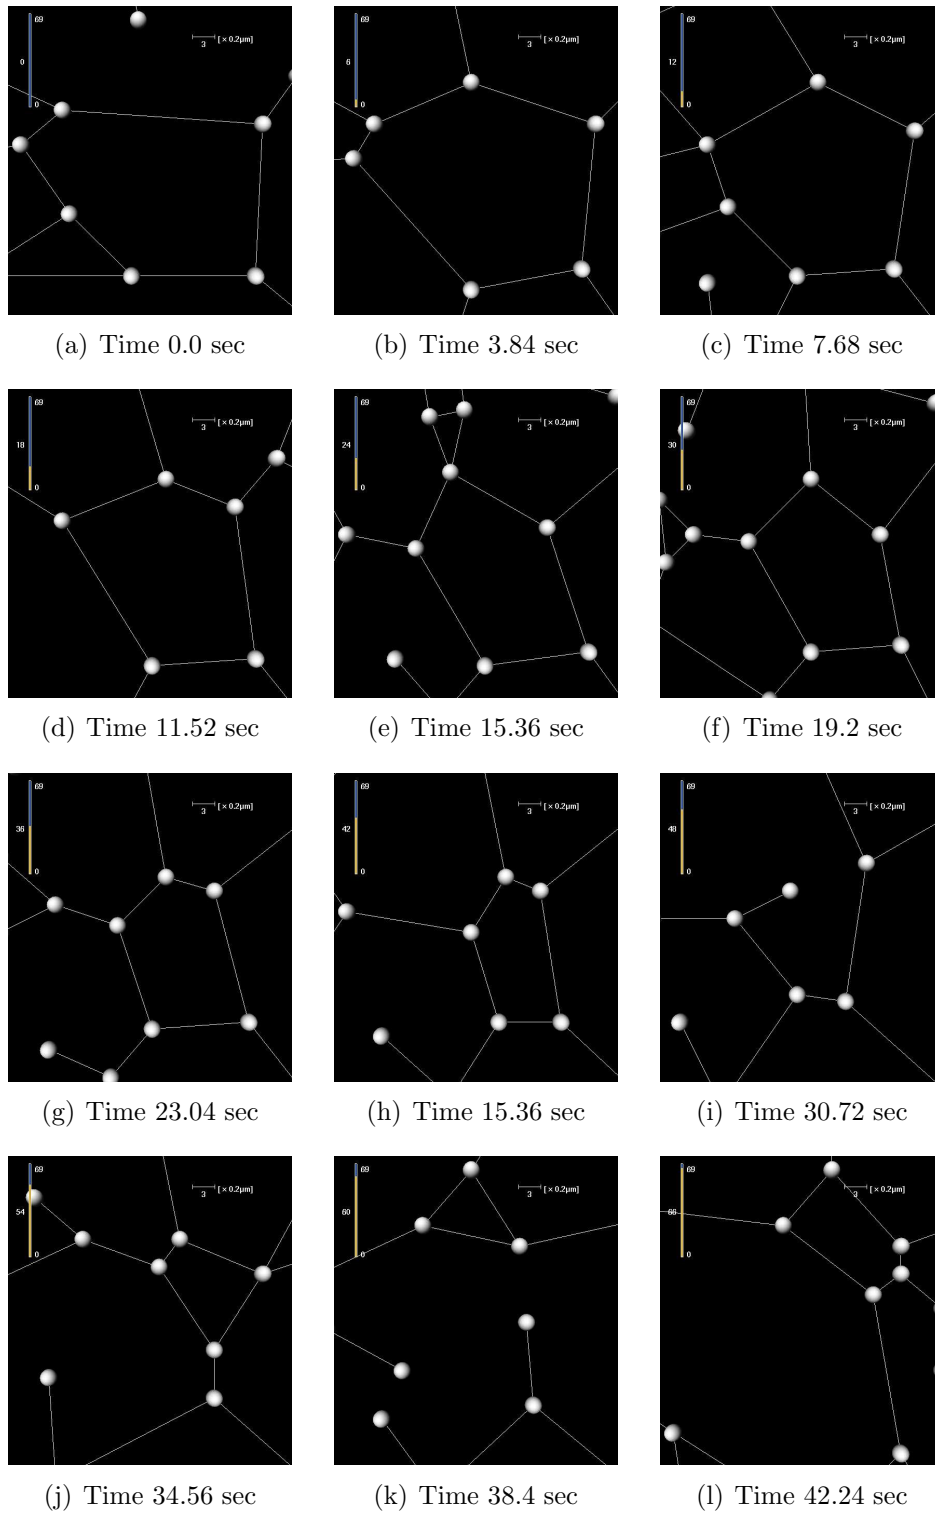 69 0 0 3 [ × 0.2µm]
69 6 0 3 [ × 0.2µm]
69 12 0 3 [ × 0.2µm]
(a) Time 0.0 sec (b) Time 3.84 sec (c) Time 7.68 sec
69 18 0 3 [ × 0.2µm]
69 24 0 3 [ × 0.2µm]
69 30 0 3 [ × 0.2µm]
(d) Time 11.52 sec (e) Time 15.36 sec (f) Time 19.2 sec
69 36 0 3 [ × 0.2µm]
69 42 0 3 [ × 0.2µm]
69 48 0 3 [ × 0.2µm]
(g) Time 23.04 sec (h) Time 15.36 sec (i) Time 30.72 sec
69 54 0 3 [ × 0.2µm]
69 60 0 3 [ × 0.2µm]
69 66 0 3 [ × 0.2µm]
(j) Time 34.56 sec (k) Time 38.4 sec (l) Time 42.24 sec